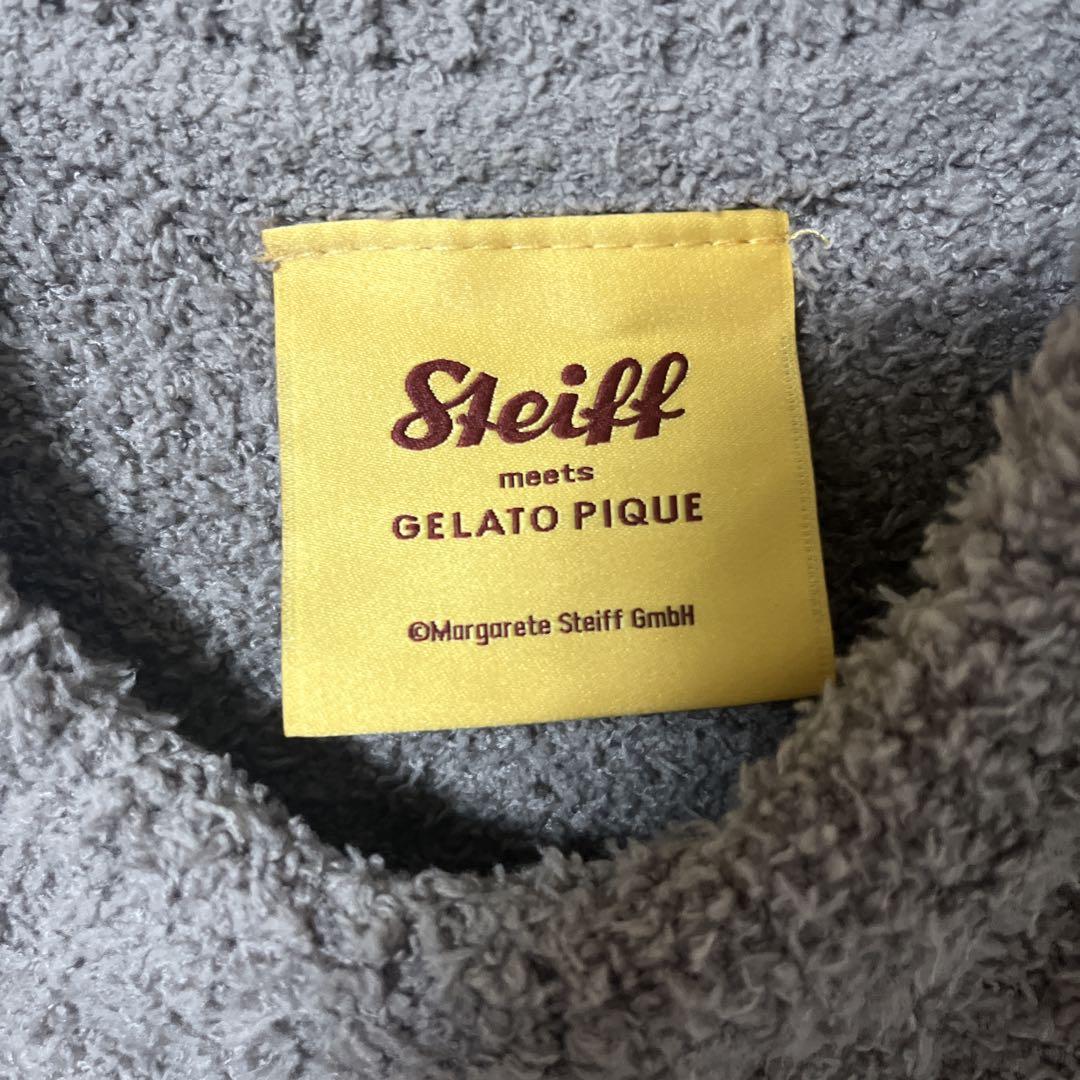 Steiff
meets
GELATO PIQUE
©Margarete Steiff GmbH